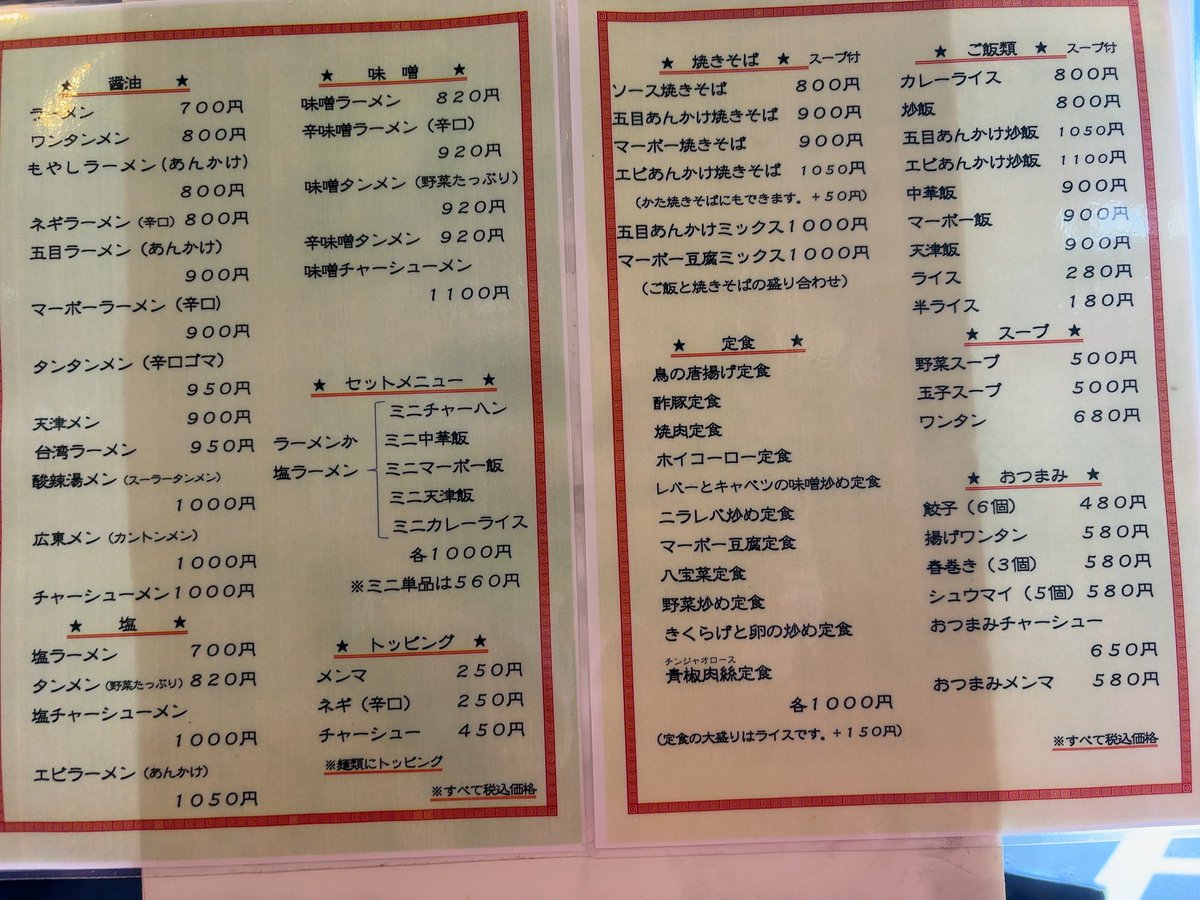 ★ 醤油 ★
ラーメン 700円
ワンタンメン 800円
もやしラーメン(あんかけ)
800円
ネギラーメン(辛口)800円
五目ラーメン(あんかけ)
900円
マーボーラーメン(辛口)
900円
タンタンメン(辛口ゴマ)
950円
天津メン 900円
台湾ラーメン 950円
酸辣湯メン(スーラータンメン)
1000円
広東メン(カントンメン)
1000円
チャーシューメン1000円
★ 塩 ★
塩ラーメン 700円
タンメン(野菜たっぷり)820円
塩チャーシューメン
1000円
エビラーメン(あんかけ)
1050円
★ 味噌 ★
味噌ラーメン 820円
辛味噌ラーメン(辛口)
920円
味噌タンメン(野菜たっぷり)
920円
辛味噌タンメン 920円
味噌チャーシューメン
1100円
★ セットメニュー ★
ラーメンか
塩ラーメン
ミニチャーハン
ミニ中華飯
ミニマーボー飯
ミニ天津飯
ミニカレーライス
各1000円
※ミニ単品は560円
★ トッピング ★
メンマ 250円
ネギ(辛口) 250円
チャーシュー 450円
※麺類にトッピング
※すべて税込価格
★ 焼きそば ★ スープ付
ソース焼きそば 800円
五目あんかけ焼きそば 900円
マーボー焼きそば 900円
エビあんかけ焼きそば 1050円
(かた焼きそばにもできます。+50円)
五目あんかけミックス1000円
マーボー豆腐ミックス1000円
(ご飯と焼きそばの盛り合わせ)
★ 定食 ★
鳥の唐揚げ定食
酢豚定食
焼肉定食
ホイコーロー定食
レバーとキャベツの味噌炒め定食
ニラレバ炒め定食
マーボー豆腐定食
八宝菜定食
野菜炒め定食
きくらげと卵の炒め定食
チンジャオロース
青椒肉絲定食
各1000円
(定食の大盛りはライスです。+150円)
★ ご飯類 ★ スープ付
カレーライス 800円
炒飯 800円
五目あんかけ炒飯 1050円
エビあんかけ炒飯 1100円
中華飯 900円
マーボー飯 900円
天津飯 900円
ライス 280円
半ライス 180円
★ スープ ★
野菜スープ 500円
玉子スープ 500円
ワンタン 680円
★ おつまみ ★
餃子(6個) 480円
揚げワンタン 580円
春巻き(3個) 580円
シュウマイ(5個)580円
おつまみチャーシュー
650円
おつまみメンマ 580円
※すべて税込価格